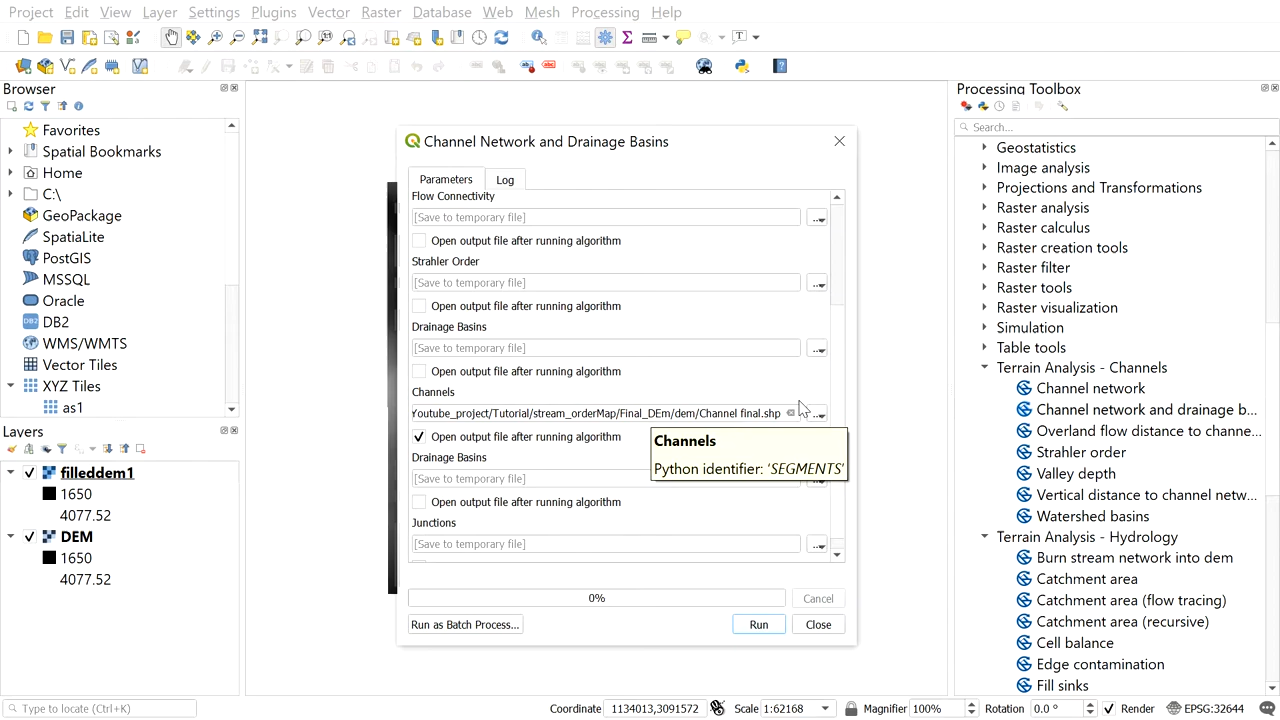 Project Edit View Layer Settings Plugins Vector Raster Database Web Mesh Processing Help
Browser
Favorites
Spatial Bookmarks
Home
C:\
GeoPackage
SpatiaLite
PostGIS
MSSQL
Oracle
DB2
WMS/WMTS
Vector Tiles
XYZ Tiles
as1
Layers
filleddem1
1650
4077.52
DEM
1650
4077.52
Channel Network and Drainage Basins
Parameters Log
Flow Connectivity
[Save to temporary file]
Open output file after running algorithm
Strahler Order
[Save to temporary file]
Open output file after running algorithm
Drainage Basins
[Save to temporary file]
Open output file after running algorithm
Channels
Youtube_project/Tutorial/stream_orderMap/Final_DEm/dem/Channel final.shp
Open output file after running algorithm
Channels
Python identifier: 'SEGMENTS'
Drainage Basins
[Save to temporary file]
Open output file after running algorithm
Junctions
[Save to temporary file]
0%
Cancel
Run as Batch Process...
Run
Close
Processing Toolbox
Search...
Geostatistics
Image analysis
Projections and Transformations
Raster analysis
Raster calculus
Raster creation tools
Raster filter
Raster tools
Raster visualization
Simulation
Table tools
Terrain Analysis - Channels
Channel network
Channel network and drainage b...
Overland flow distance to channe...
Strahler order
Valley depth
Vertical distance to channel netw...
Watershed basins
Terrain Analysis - Hydrology
Burn stream network into dem
Catchment area
Catchment area (flow tracing)
Catchment area (recursive)
Cell balance
Edge contamination
Fill sinks
Type to locate (Ctrl+K)
Coordinate 1134013,3091572 Scale 1:62168 Magnifier 100% Rotation 0.0 ° Render EPSG:32644